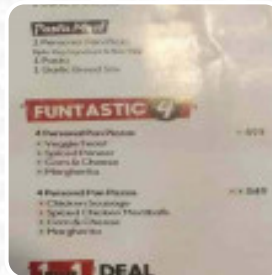 Pasta Meal
2 Personal Pan Pizzas
1 Pasta
1 Garlic Bread Stix
FUNTASTIC 4
4 Personal Pan Pizzas
Veggie Feast
Spiced Paneer
Corn & Cheese
Margherita
4 Personal Pan Pizzas
Chicken Sausage
Spiced Chicken Meatballs
Corn & Cheese
Margherita
DEAL